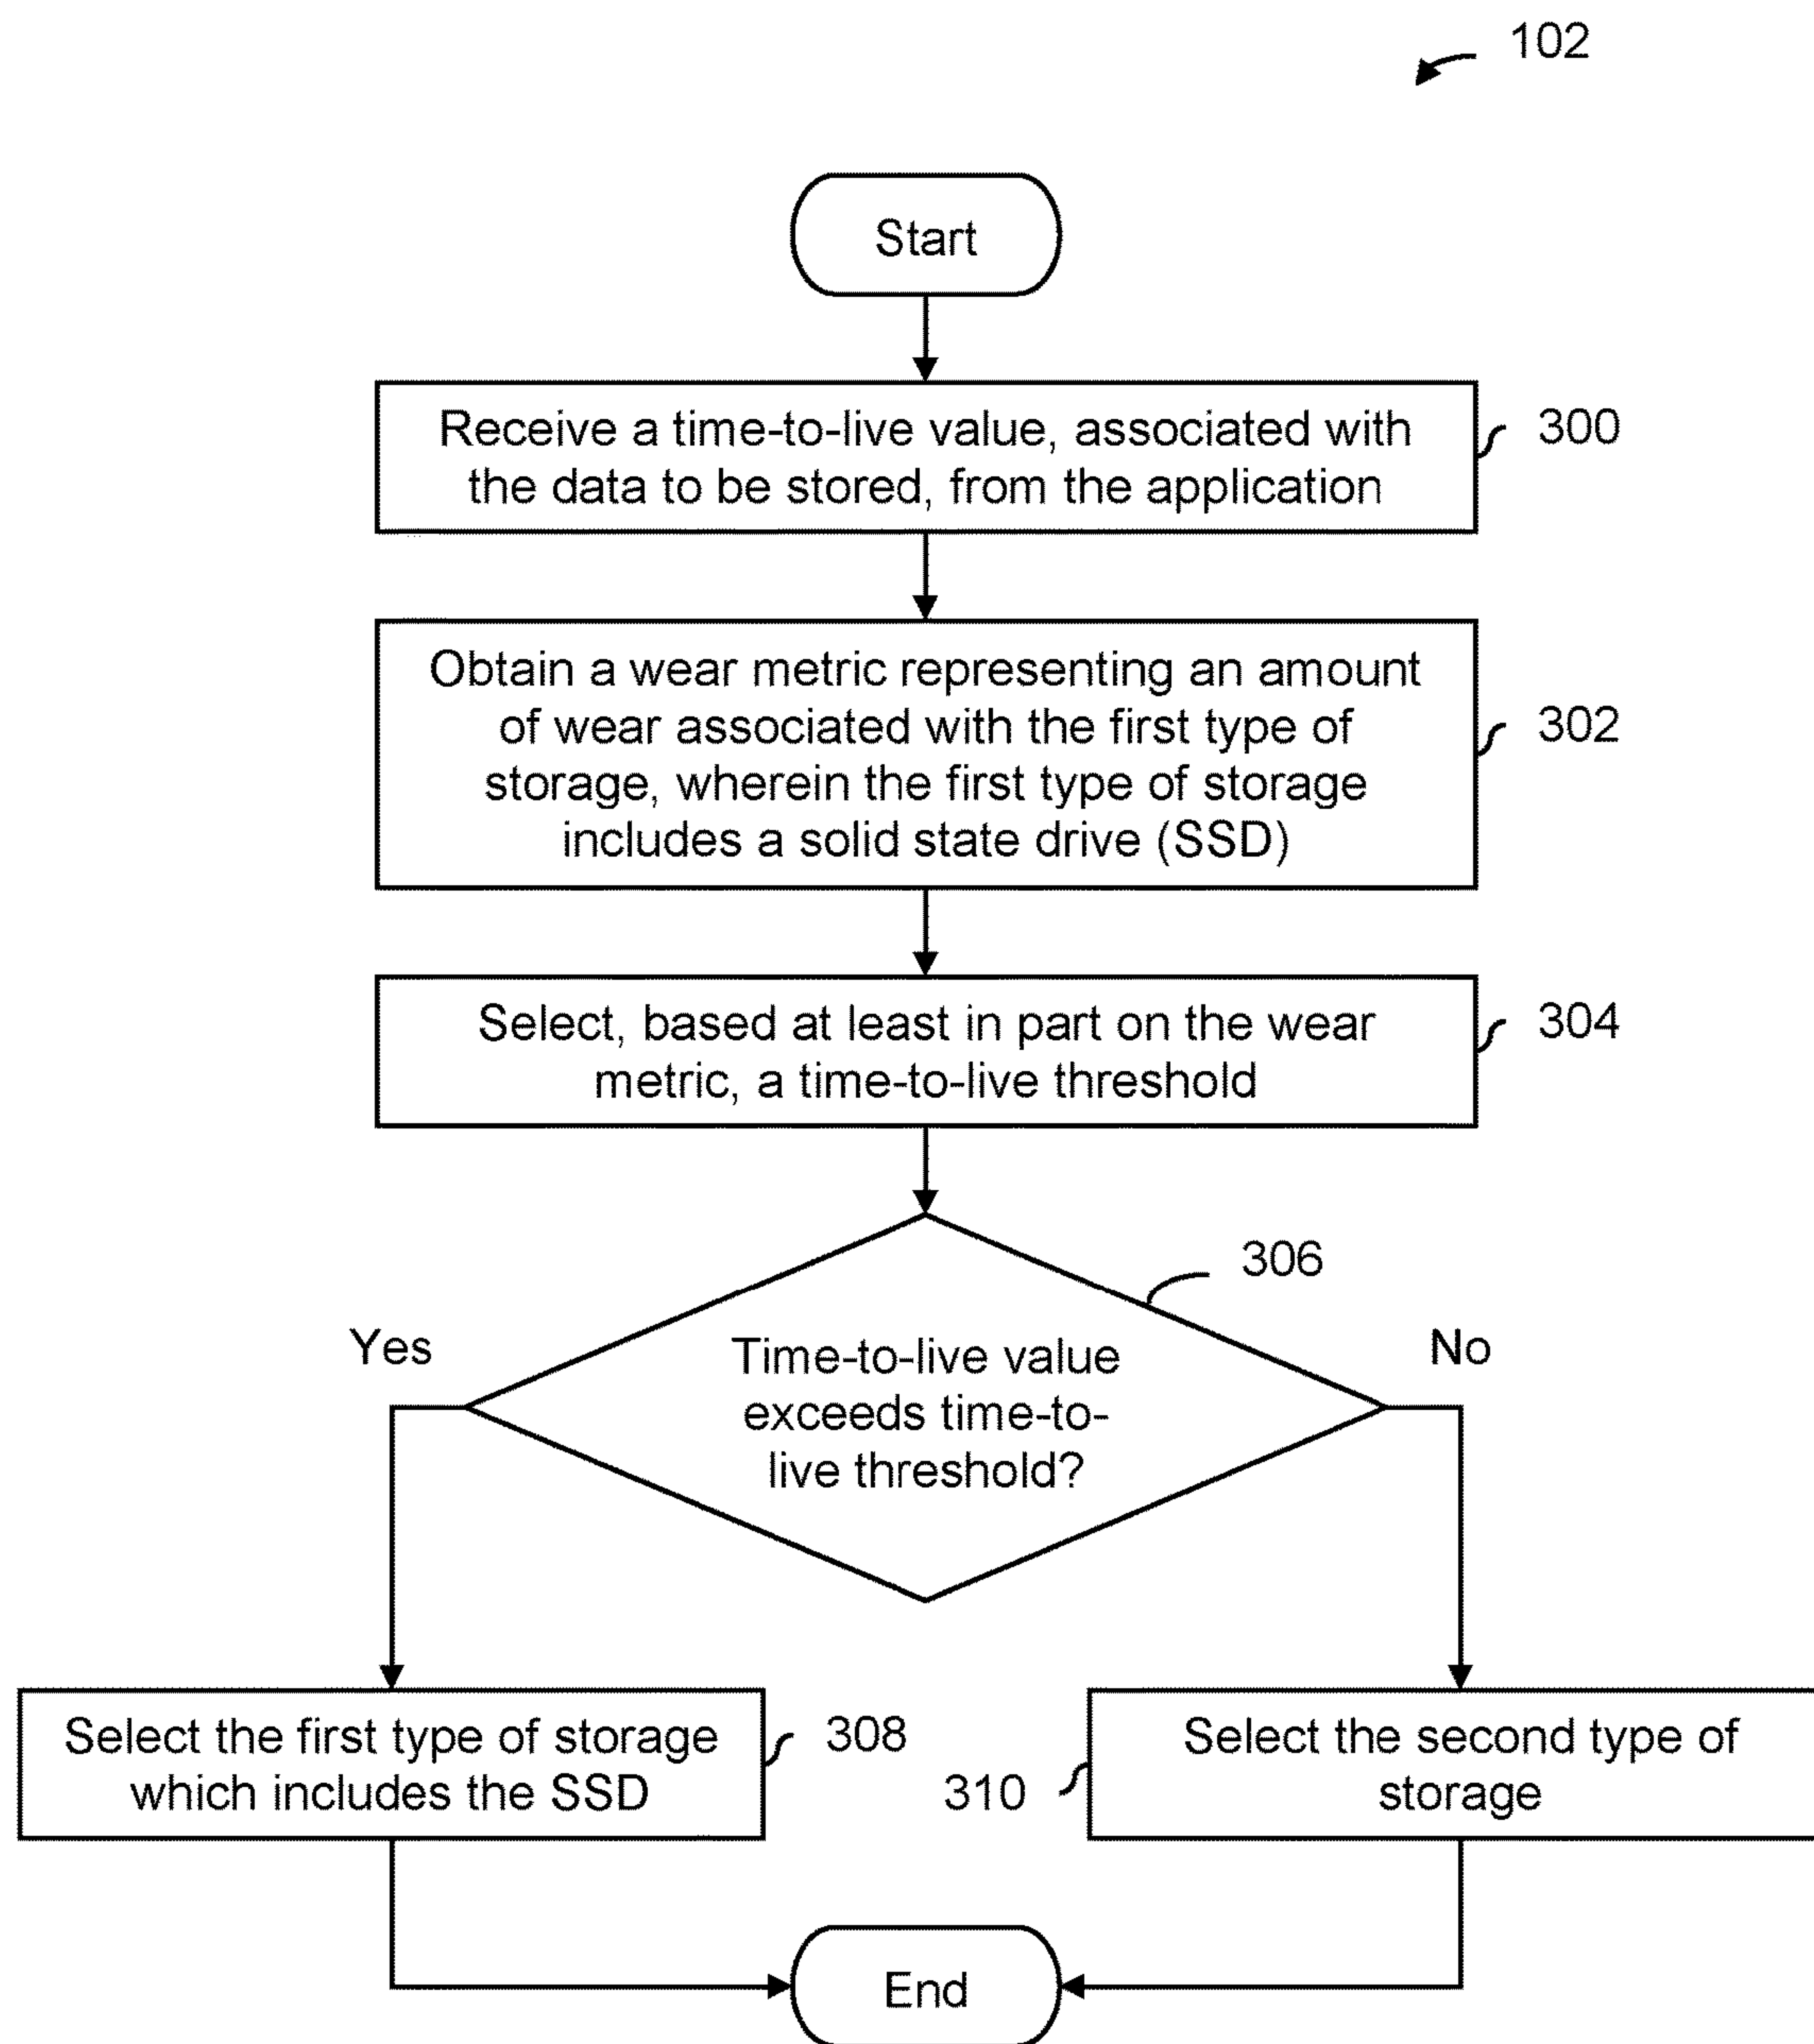 102
Start
Receive a time-to-live value, associated with
the data to be stored, from the application
300
Obtain a wear metric representing an amount
of wear associated with the first type of
storage, wherein the first type of storage
includes a solid state drive (SSD)
302
Select, based at least in part on the wear
metric, a time-to-live threshold
304
306
Yes
Time-to-live value
exceeds time-to-
live threshold?
No
Select the first type of storage
which includes the SSD
308
310
Select the second type of
storage
End